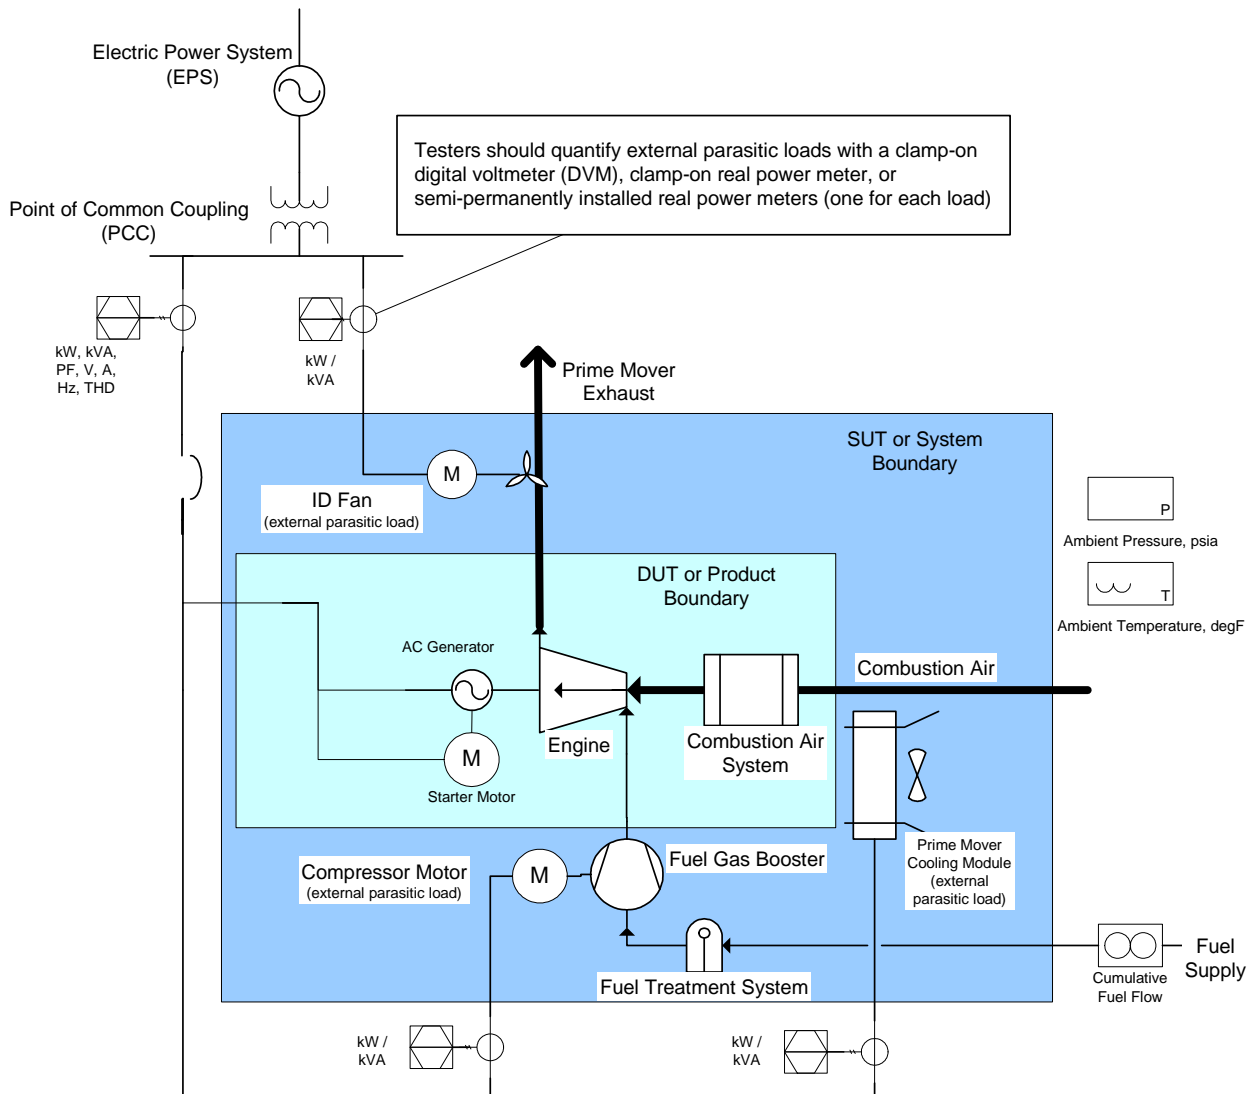 Electric Power System
(EPS)
Testers should quantify external parasitic loads with a clamp-on
digital voltmeter (DVM), clamp-on real power meter, or
semi-permanently installed real power meters (one for each load)
Point of Common Coupling
(PCC)
kW, kVA,
PF, V, A,
Hz, THD
kW /
kVA
Prime Mover
Exhaust
SUT or System
Boundary
M
ID Fan
(external parasitic load)
P
Ambient Pressure, psia
T
Ambient Temperature, degF
DUT or Product
Boundary
AC Generator
Combustion Air
Engine
Combustion Air
System
M
Starter Motor
Prime Mover
Cooling Module
(external
parasitic load)
Fuel Gas Booster
Compressor Motor
(external parasitic load)
M
Fuel
Supply
Cumulative
Fuel Flow
Fuel Treatment System
kW /
kVA
kW /
kVA